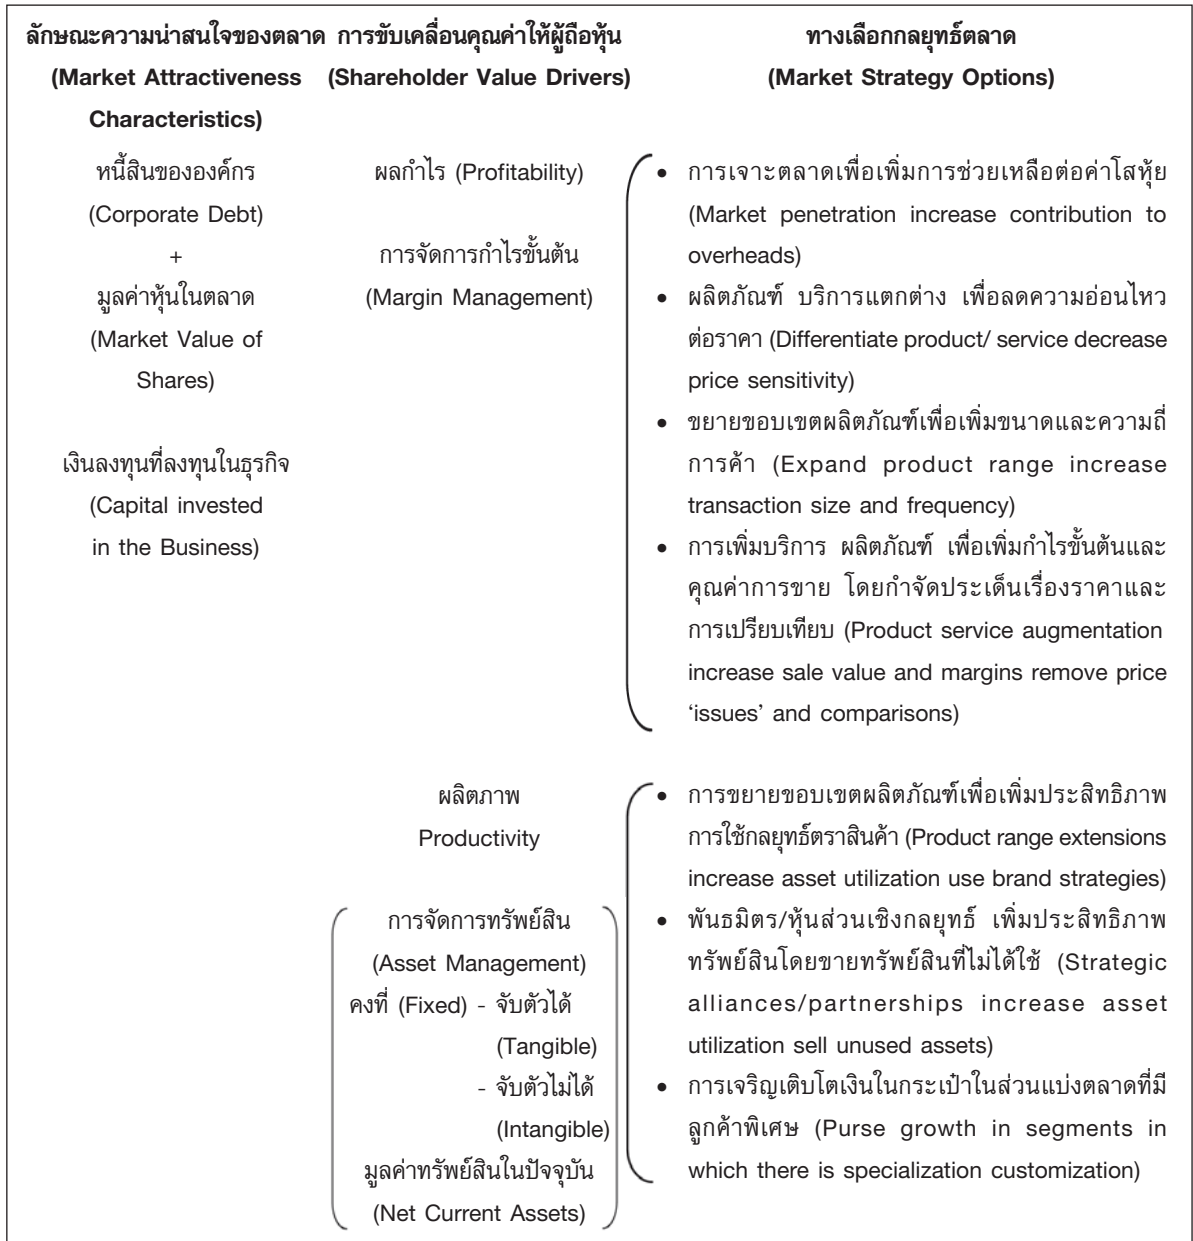 ลักษณะความน่าสนใจของตลาด
(Market Attractiveness
Characteristics)
การขับเคลื่อนคุณค่าให้ผู้ถือหุ้น
(Shareholder Value Drivers)
ทางเลือกกลยุทธ์ตลาด
(Market Strategy Options)
หนี้สินขององค์กร
(Corporate Debt)
+
มูลค่าหุ้นในตลาด
(Market Value of
Shares)
เงินลงทุนที่ลงทุนในธุรกิจ
(Capital invested
in the Business)
ผลกำไร (Profitability)
การจัดการกำไรขั้นต้น
(Margin Management)
• การเจาะตลาดเพื่อเพิ่มการช่วยเหลือต่อค่าโสหุ้ย
(Market penetration increase contribution to
overheads)
• ผลิตภัณฑ์ บริการแตกต่าง เพื่อลดความอ่อนไหว
ต่อราคา (Differentiate product/ service decrease
price sensitivity)
• ขยายขอบเขตผลิตภัณฑ์เพื่อเพิ่มขนาดและความถี่
การค้า (Expand product range increase
transaction size and frequency)
• การเพิ่มบริการ ผลิตภัณฑ์ เพื่อเพิ่มกำไรขั้นต้นและ
คุณค่าการขาย โดยกำจัดประเด็นเรื่องราคาและ
การเปรียบเทียบ (Product service augmentation
increase sale value and margins remove price
‘issues’ and comparisons)
ผลิตภาพ
Productivity
การจัดการทรัพย์สิน
(Asset Management)
คงที่ (Fixed) - จับตัวได้
(Tangible)
- จับตัวไม่ได้
(Intangible)
มูลค่าทรัพย์สินในปัจจุบัน
(Net Current Assets)
• การขยายขอบเขตผลิตภัณฑ์เพื่อเพิ่มประสิทธิภาพ
การใช้กลยุทธ์ตราสินค้า (Product range extensions
increase asset utilization use brand strategies)
• พันธมิตร/หุ้นส่วนเชิงกลยุทธ์ เพิ่มประสิทธิภาพ
ทรัพย์สินโดยขายทรัพย์สินที่ไม่ได้ใช้ (Strategic
alliances/partnerships increase asset
utilization sell unused assets)
• การเจริญเติบโตเงินในกระเป๋าในส่วนแบ่งตลาดที่มี
ลูกค้าพิเศษ (Purse growth in segments in
which there is specialization customization)